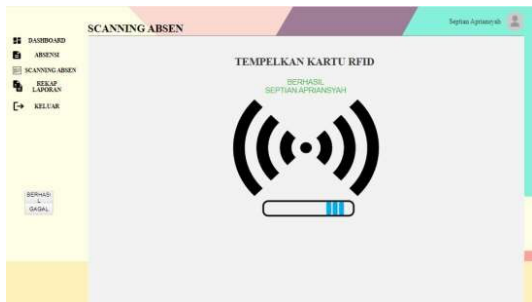 SCANNING ABSEN
Septian Apriansyah
DASHBOARD
ABSENSI
SCANNING ABSEN
REKAP
LAPORAN
KELUAR
TEMPELKAN KARTU RFID
BERHASIL
SEPTIAN APRIANSYAH
BERHASI
L
GAGAL